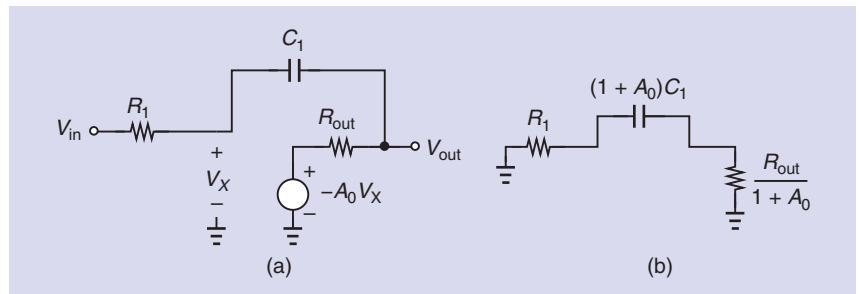 C1
R1
Vin
Rout
Vout
+
VX
–
+
–A0VX
–
(a)
(1 + A0)C1
R1
Rout
1 + A0
(b)